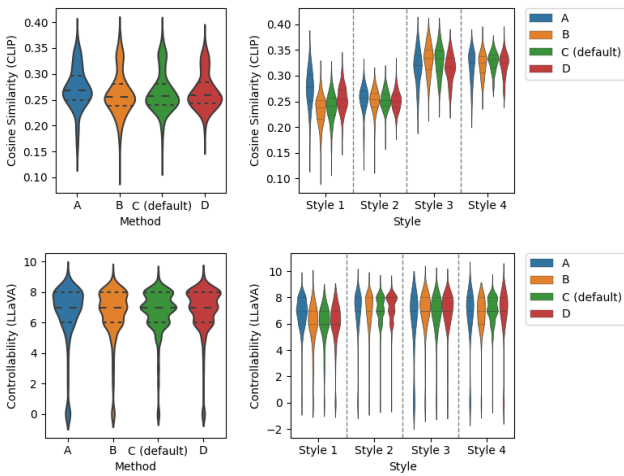 Cosine Similarity (CLIP)
0.40
0.35
0.30
0.25
0.20
0.15
0.10
A
B
C (default)
D
Method
Cosine Similarity (CLIP)
0.40
0.35
0.30
0.25
0.20
0.15
0.10
Style 1
Style 2
Style 3
Style 4
Style
A
B
C (default)
D
Controllability (LLaVA)
10
8
6
4
2
0
A
B
C (default)
D
Method
Controllability (LLaVA)
10
8
6
4
2
0
−2
Style 1
Style 2
Style 3
Style 4
Style
A
B
C (default)
D